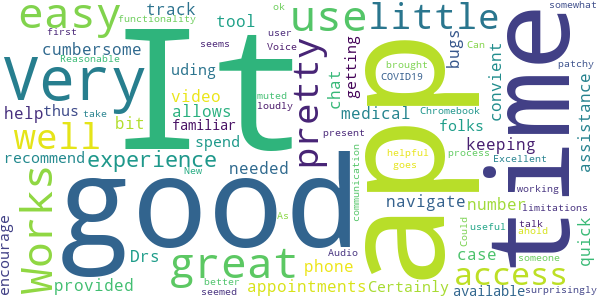 easy
track
functionality
first
seems
tool
ok
user
Voice
use
little
somewhat
patchy
cumbersome
Very
It
uding
video
allows
help
thus
take
well
bit
familiar
spend
recommend
experience
needed
Works
good
great
encourage
Drs
provided
New
As
better
seemed
appointments
phone
loudly
muted
pretty
getting
chat
brought
COVID19
Can
bugs
convient
medical
Chromebook
folks
keeping
present
helpful
goes
process
Excellent
assistance
communication
navigate
app
time
number
working
limitations
Could
useful
talk
ahoid
someone
case
access
quick
Certainly
available
surprisingly
Audio
Reasonable